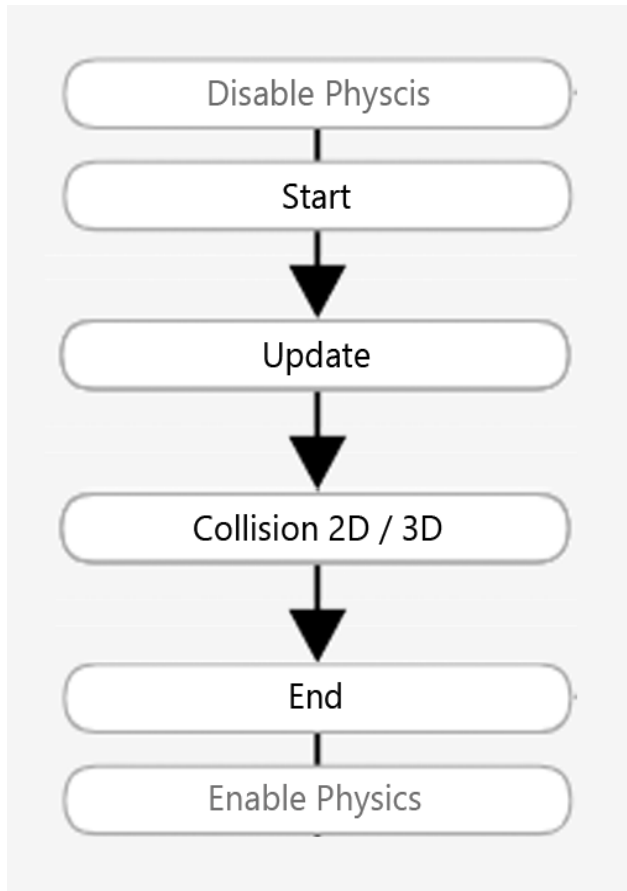 Disable Physcis
Start
Update
Collision 2D / 3D
End
Enable Physics